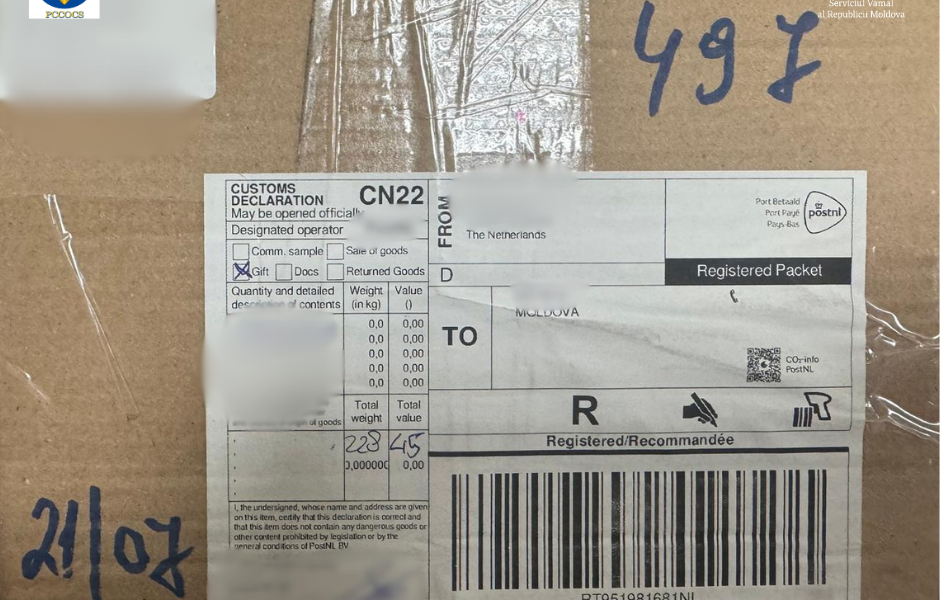 PCCOCS
Serviciul Vamal
al Republicii Moldova
497
CUSTOMS
DECLARATION
CN22
May be opened officially
Designated operator
Comm. sample
Sale of goods
Gift
Docs
Returned Goods
Quantity and detailed
description of contents
Weight
(in kg)
Value
()
0,0 0,00
0,0 0,00
0,0 0,00
0,0 0,00
0,0 0,00
of goods
Total
weight
Total
value
228 45
0,000000 0,00
I, the undersigned, whose name and address are given
on this item, certify that this declaration is correct and
that this item does not contain any dangerous goods or
other content prohibited by legislation or by the
general conditions of PostNL BV
FROM
The Netherlands
Port Betaald
Port Payé
Pays-Bas
postnl
Registered Packet
D
TO
MOLDOVA
CO₂-info
PostNL
R
Registered/Recommandée
RT951981681NL
21/07